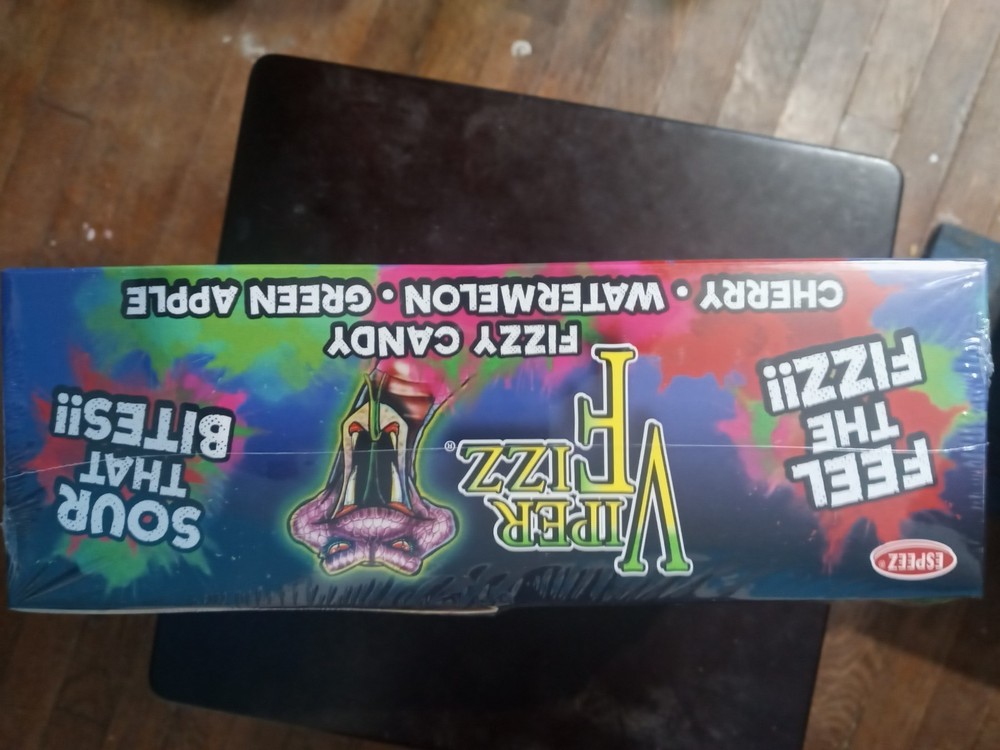 ESPEEZ®
FEEL
THE
FIZZ!!
VIPER
FIZZ®
SOUR
THAT
BITES!!
FIZZY CANDY
CHERRY • WATERMELON • GREEN APPLE